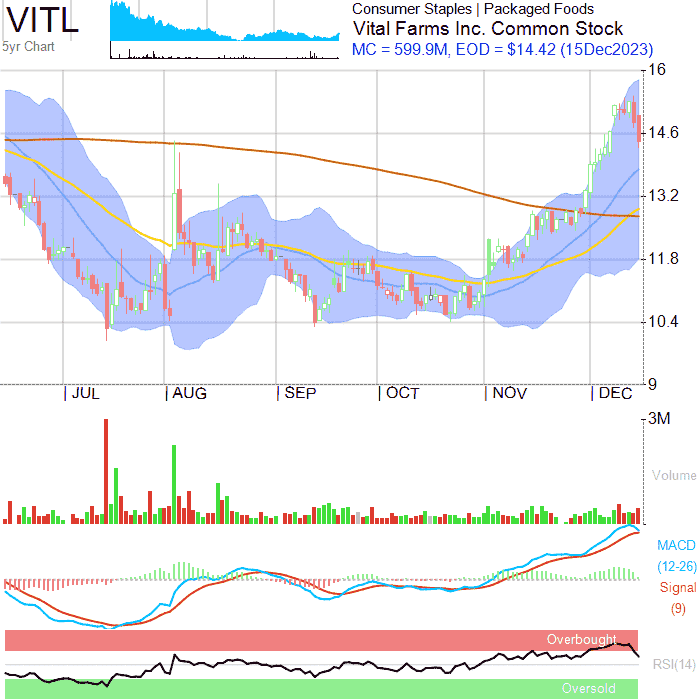 VITL
5yr Chart
Consumer Staples | Packaged Foods
Vital Farms Inc. Common Stock
MC = 599.9M, EOD = $14.42 (15Dec2023)
16
14.6
13.2
11.8
10.4
9
JUL AUG SEP OCT NOV DEC
3M
Volume
MACD
(12-26)
Signal
(9)
Overbought
RSI(14)
Oversold